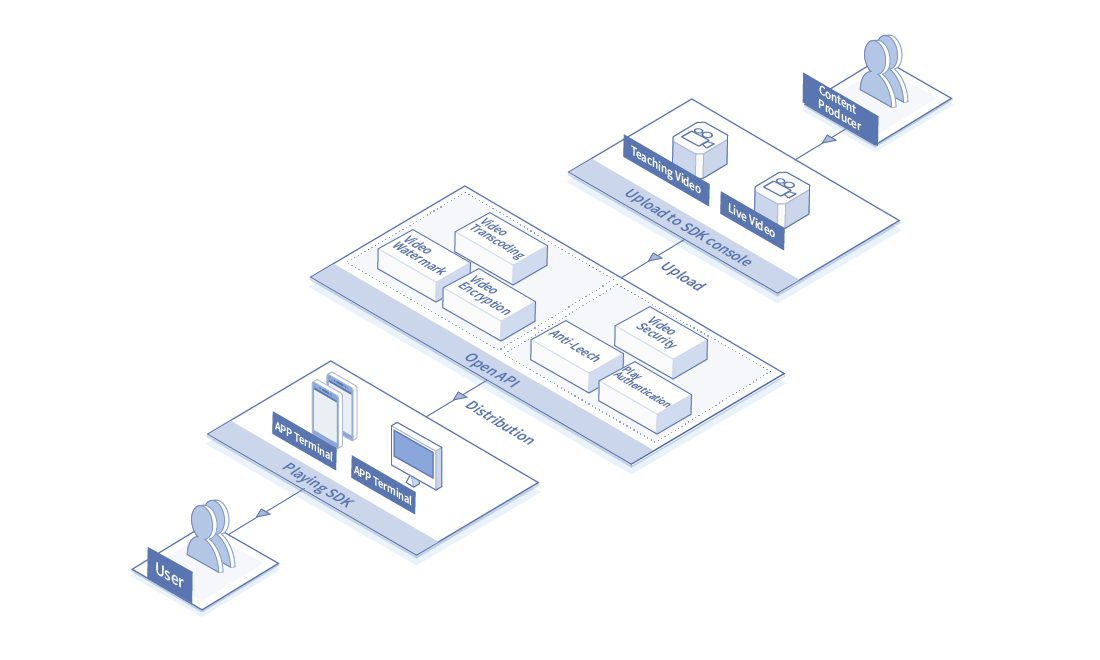 Content
Producer
Teaching Video
Live Video
Upload to SDK console
Upload
Video
Transcoding
Video
Watermark
Video
Encryption
Video
Security
Anti-Leech
Play
Authentication
Open API
Distribution
APP Terminal
APP Terminal
Playing SDK
User